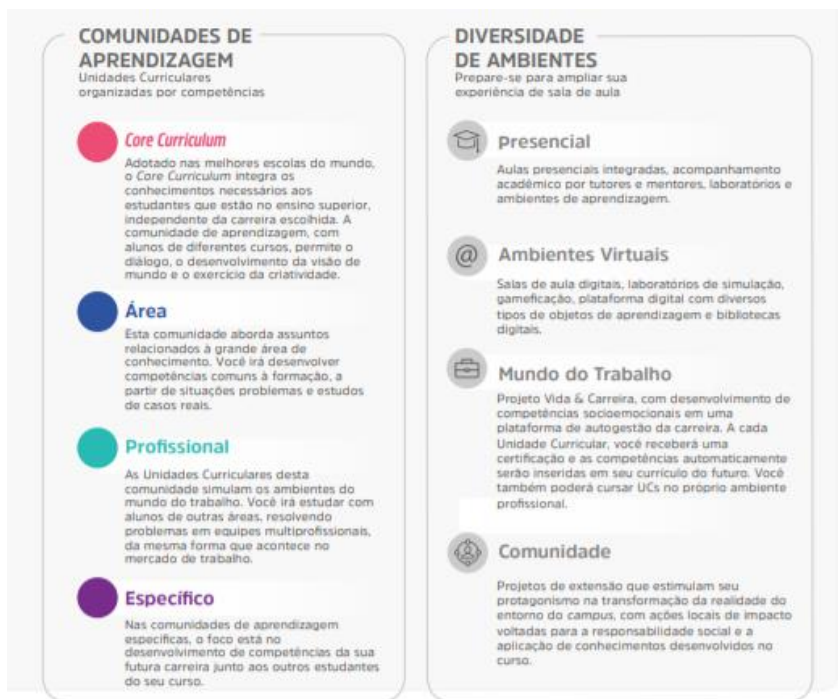 COMUNIDADES DE
APRENDIZAGEM
Unidades Curriculares
organizadas por competências
Core Curriculum
Adotado nas melhores escolas do mundo,
o Core Curriculum integra os
conhecimentos necessários aos
estudantes que estão no ensino superior,
independente da carreira escolhida. A
comunidade de aprendizagem, com
alunos de diferentes cursos, permite o
diálogo, o desenvolvimento da visão de
mundo e o exercício da criatividade.
Área
Esta comunidade aborda assuntos
relacionados à grande área de
conhecimento. Você irá desenvolver
competências comuns à formação, a
partir de situações problemas e estudos
de casos reais.
Profissional
As Unidades Curriculares desta
comunidade simulam os ambientes do
mundo do trabalho. Você irá estudar com
alunos de outras áreas, resolvendo
problemas em equipes multiprofissionais,
da mesma forma que acontece no
mercado de trabalho.
Específico
Nas comunidades de aprendizagem
específicas, o foco está no
desenvolvimento de competências da sua
futura carreira junto aos outros estudantes
do seu curso.
DIVERSIDADE
DE AMBIENTES
Prepare-se para ampliar sua
experiência de sala de aula
Presencial
Aulas presenciais integradas, acompanhamento
acadêmico por tutores e mentores, laboratórios e
ambientes de aprendizagem.
@
Ambientes Virtuais
Salas de aula digitais, laboratórios de simulação,
gameficação, plataforma digital com diversos
tipos de objetos de aprendizagem e bibliotecas
digitais.
Mundo do Trabalho
Projeto Vida & Carreira, com desenvolvimento de
competências socioemocionais em uma
plataforma de autogestão da carreira. A cada
Unidade Curricular, você receberá uma
certificação e as competências automaticamente
serão inseridas em seu currículo do futuro. Você
também poderá cursar UCs no próprio ambiente
profissional.
Comunidade
Projetos de extensão que estimulam seu
protagonismo na transformação da realidade do
entorno do campus, com ações locais de impacto
voltadas para a responsabilidade social e a
aplicação de conhecimentos desenvolvidos no
curso.